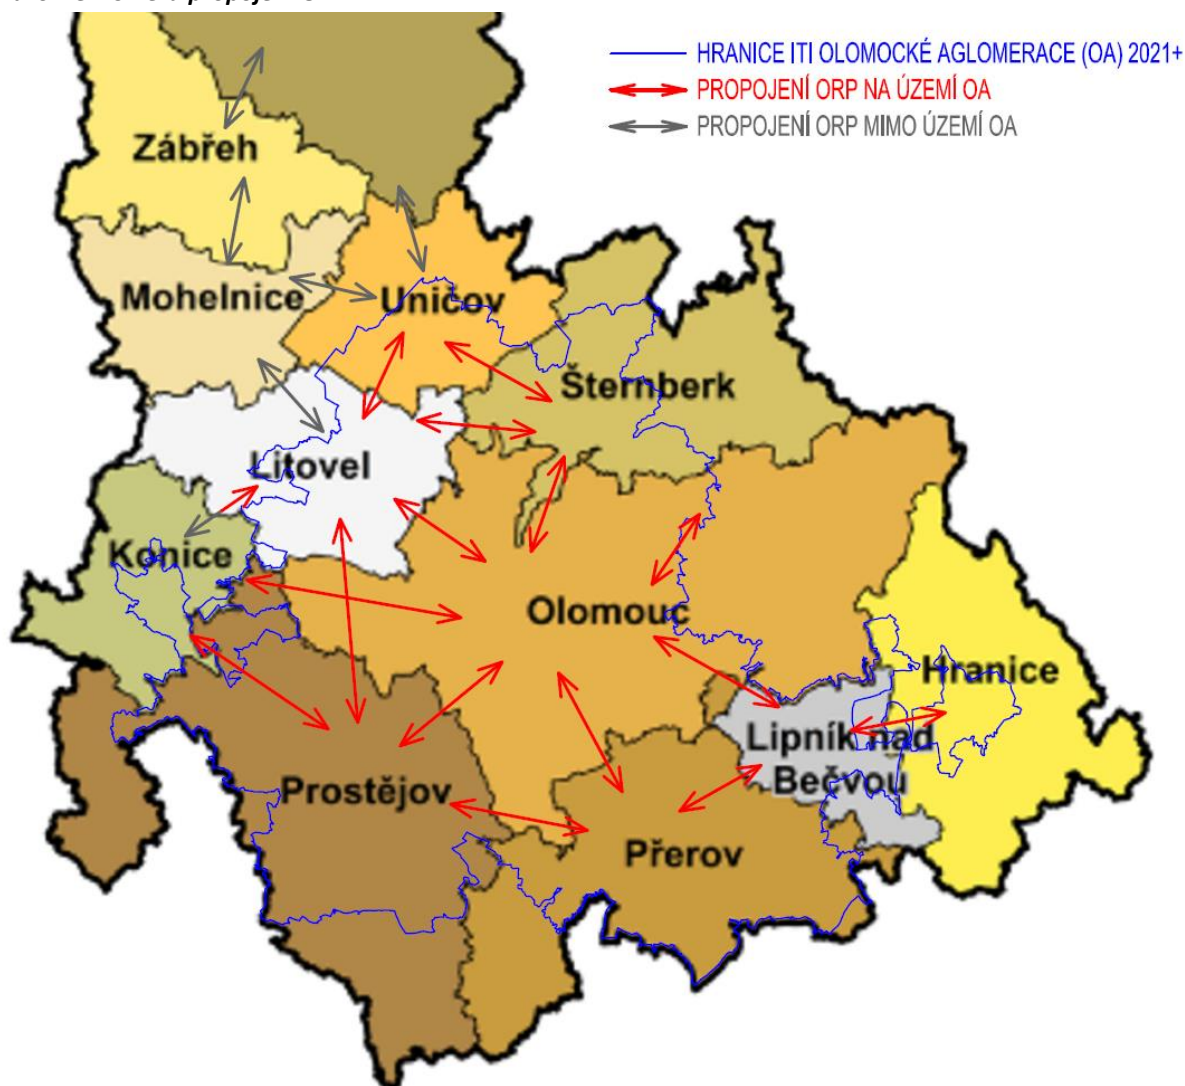 HRANICE ITI OLOMOCKÉ AGLOMERACE (OA) 2021+
PROPOJENÍ ORP NA ÚZEMÍ OA
PROPOJENÍ ORP MIMO ÚZEMÍ OA
Zábřeh
Mohelnice
Uničov
Šternberk
Litovel
Konice
Olomouc
Hranice
Lipník nad
Bečvou
Prostějov
Přerov